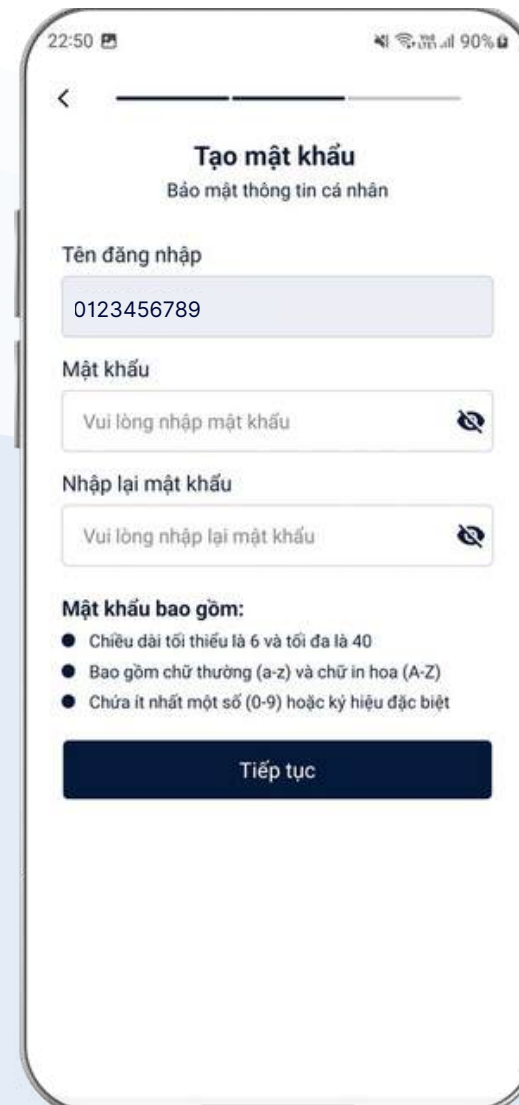 22:50
90%
Tạo mật khẩu
Bảo mật thông tin cá nhân
Tên đăng nhập
0123456789
Mật khẩu
Vui lòng nhập mật khẩu
Nhập lại mật khẩu
Vui lòng nhập lại mật khẩu
Mật khẩu bao gồm:
Chiều dài tối thiểu là 6 và tối đa là 40
Bao gồm chữ thường (a-z) và chữ in hoa (A-Z)
Chứa ít nhất một số (0-9) hoặc ký hiệu đặc biệt
Tiếp tục